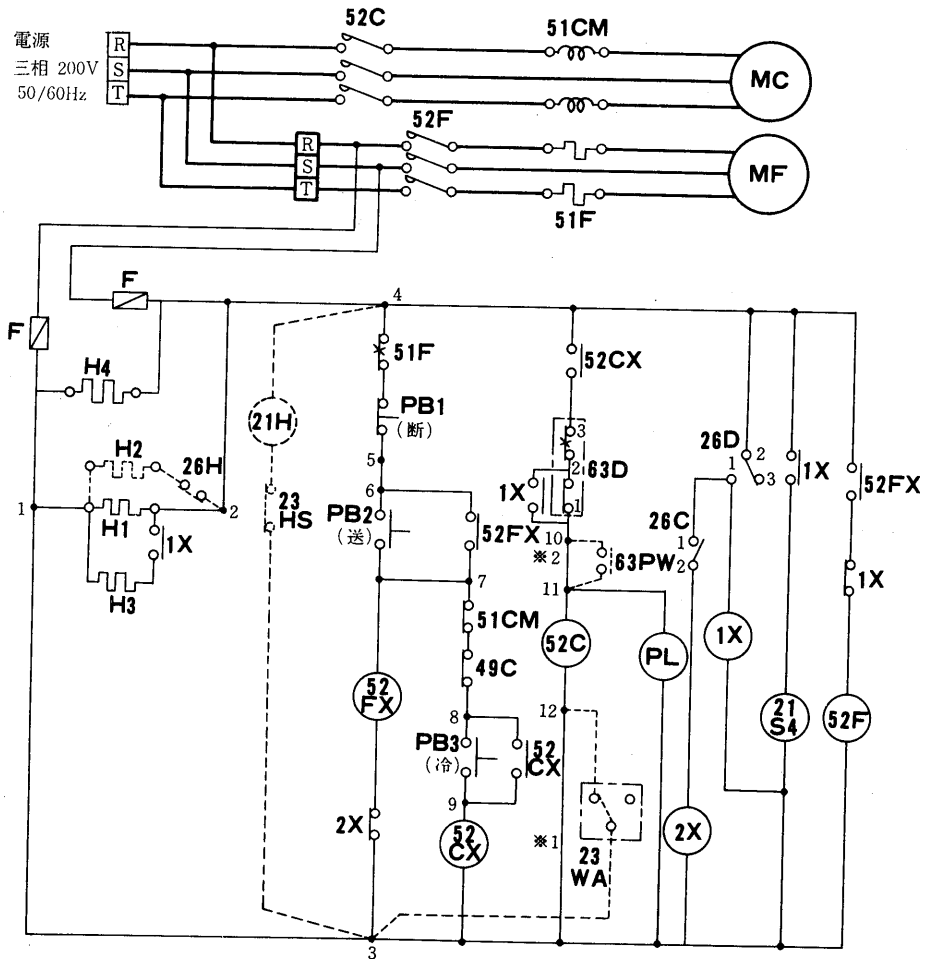 52C
51CM
電源
三相 200V
50/60Hz
R
S
T
MC
52F
R
S
T
MF
51F
F
F
4
H4
51F
52CX
PB1
(断)
21H
3
2
63D
1
26D
2
1
3
1X
H2
26H
5
6
1X
52FX
1
H1
2
23
HS
PB2
(送)
52FX
10
※2
63PW
26C
1
2
1X
H3
7
11
1X
51CM
52C
PL
1X
49C
52
FX
21
S4
52F
8
12
PB3
(冷)
52
CX
9
2X
52
CX
※1
23
WA
2X
3